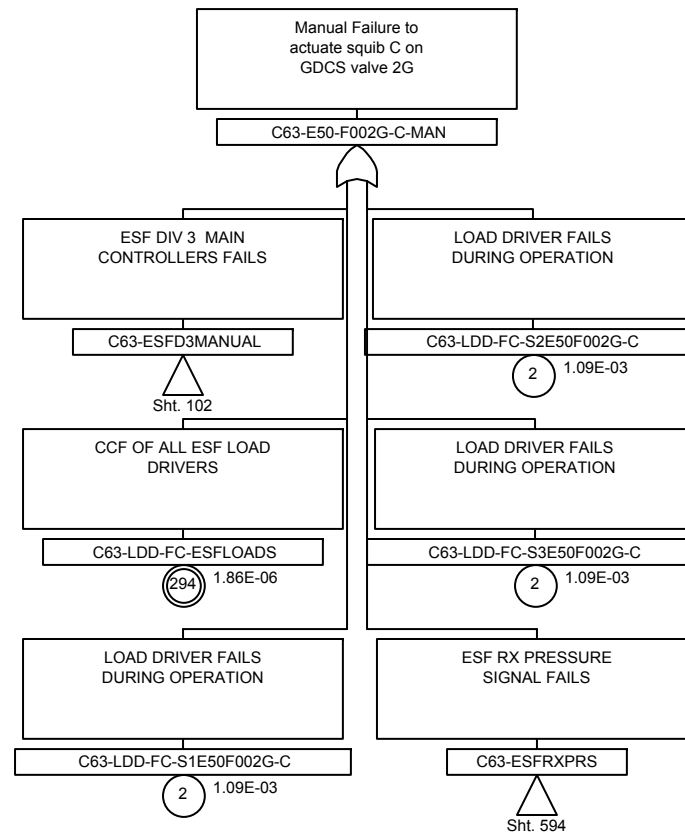 Manual Failure to
actuate squib C on
GDCS valve 2G
C63-E50-F002G-C-MAN
ESF DIV 3 MAIN
CONTROLLERS FAILS
C63-ESFD3MANUAL
Sht. 102
LOAD DRIVER FAILS
DURING OPERATION
C63-LDD-FC-S2E50F002G-C
2
1.09E-03
CCF OF ALL ESF LOAD
DRIVERS
C63-LDD-FC-ESFLOADS
294
1.86E-06
LOAD DRIVER FAILS
DURING OPERATION
C63-LDD-FC-S3E50F002G-C
2
1.09E-03
LOAD DRIVER FAILS
DURING OPERATION
C63-LDD-FC-S1E50F002G-C
2
1.09E-03
ESF RX PRESSURE
SIGNAL FAILS
C63-ESFRXPRS
Sht. 594